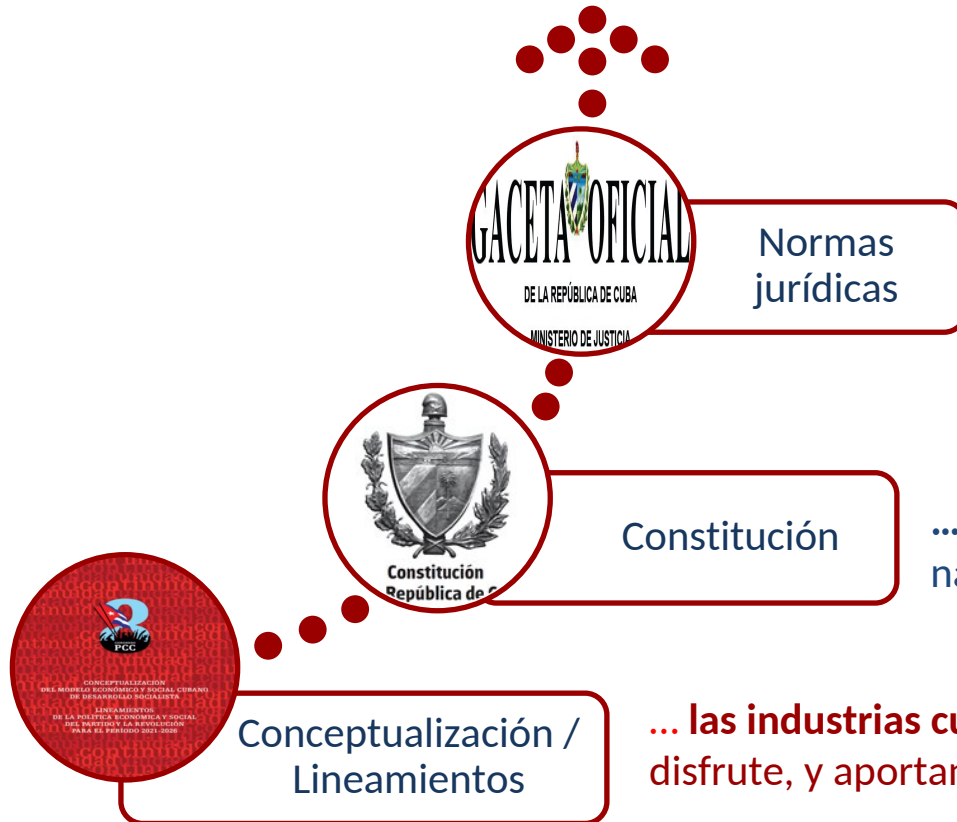 GACETA OFICIAL
DE LA REPÚBLICA DE CUBA
MINISTERIO DE JUSTICIA
Normas
jurídicas
Constitución
República de
Constitución
...
PCC
CONCEPTUALIZACIÓN
DEL MODELO ECONÓMICO Y SOCIAL CUBANO
DE DESARROLLO SOCIALISTA
LINEAMIENTOS
DE LA POLÍTICA ECONÓMICA Y SOCIAL
DEL PARTIDO Y LA REVOLUCIÓN
PARA EL PERÍODO 2021-2026
Conceptualización /
Lineamientos
... las industrias
disfrute, y